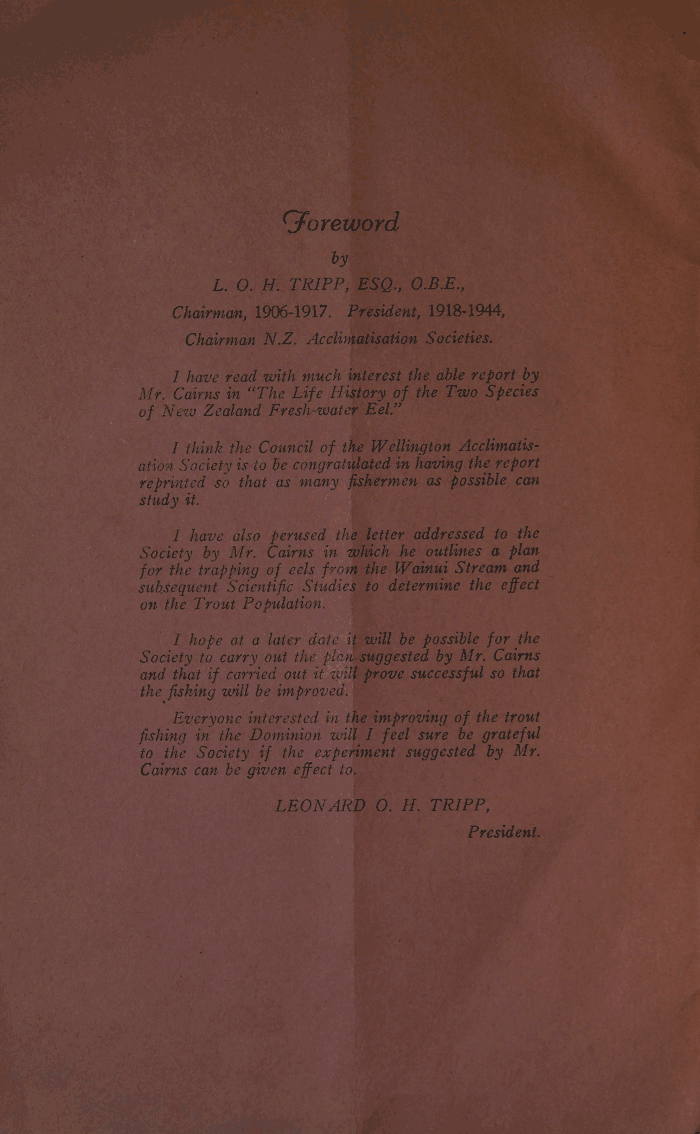 Foreword
by
L. O. H. TRIPP, ESQ., O.B.E.,
Chairman, 1906-1917. President, 1918-1944,
Chairman N.Z. Acclimatisation Societies.
I have read with much interest the able report by
Mr. Cairns in "The Life History of the Two Species
of New Zealand Fresh-water Eel."
I think the Council of the Wellington Acclimatis-
ation Society is to be congratulated in having the report
reprinted so that as many fishermen as possible can
study it.
I have also perused the letter addressed to the
Society by Mr. Cairns in which he outlines a plan
for the trapping of eels from the Wainui Stream and
subsequent Scientific Studies to determine the effect
on the Trout Population.
I hope at a later date it will be possible for the
Society to carry out the plan suggested by Mr. Cairns
and that if carried out it will prove successful so that
the fishing will be improved.
Everyone interested in the improving of the trout
fishing in the Dominion will I feel sure be grateful
to the Society if the experiment suggested by Mr.
Cairns can be given effect to.
LEONARD O. H. TRIPP,
President.